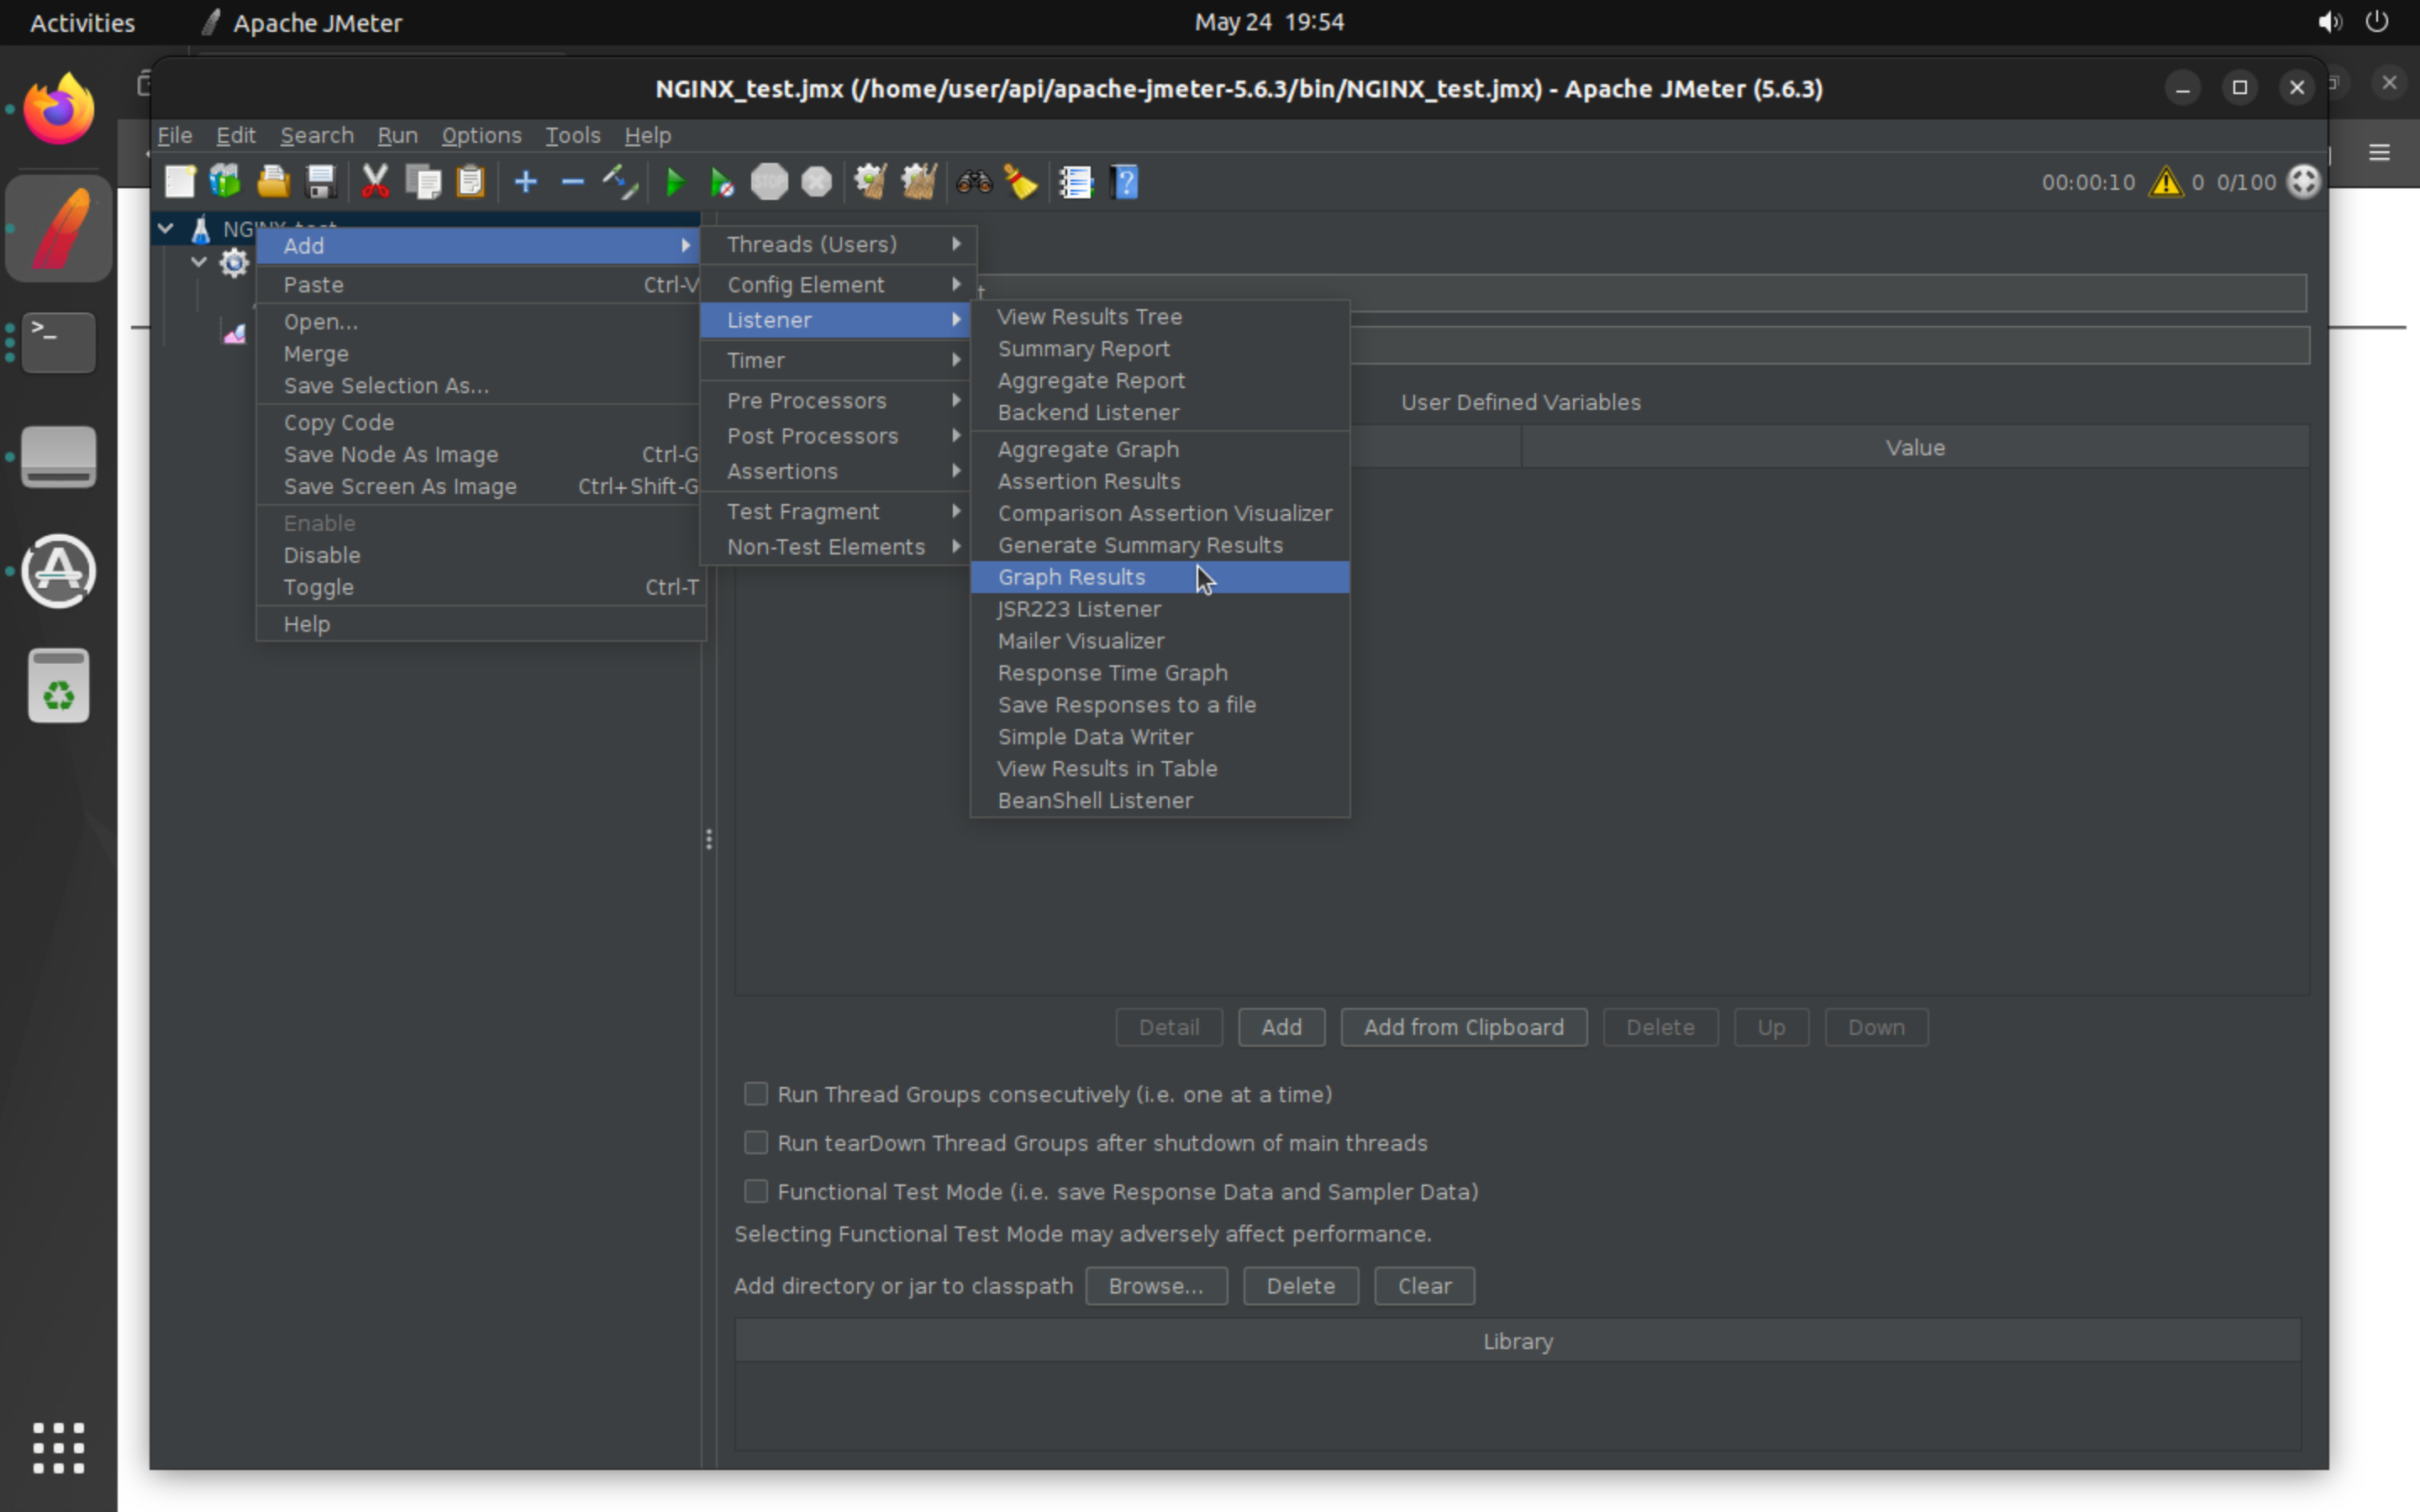 Activities Apache JMeter May 24 19:54
NGINX_test.jmx (/home/user/api/apache-jmeter-5.6.3/bin/NGINX_test.jmx) - Apache JMeter (5.6.3)
File Edit Search Run Options Tools Help
00:00:10 0 0/100
Add
Paste Ctrl-V
Open...
Merge
Save Selection As...
Copy Code
Save Node As Image Ctrl-G
Save Screen As Image Ctrl+Shift-G
Enable
Disable
Toggle Ctrl-T
Help
Threads (Users)
Config Element
Listener
Timer
Pre Processors
Post Processors
Assertions
Test Fragment
Non-Test Elements
View Results Tree
Summary Report
Aggregate Report
Backend Listener
Aggregate Graph
Assertion Results
Comparison Assertion Visualizer
Generate Summary Results
Graph Results
JSR223 Listener
Mailer Visualizer
Response Time Graph
Save Responses to a file
Simple Data Writer
View Results in Table
BeanShell Listener
User Defined Variables
Value
Detail Add Add from Clipboard Delete Up Down
Run Thread Groups consecutively (i.e. one at a time)
Run tearDown Thread Groups after shutdown of main threads
Functional Test Mode (i.e. save Response Data and Sampler Data)
Selecting Functional Test Mode may adversely affect performance.
Add directory or jar to classpath Browse... Delete Clear
Library